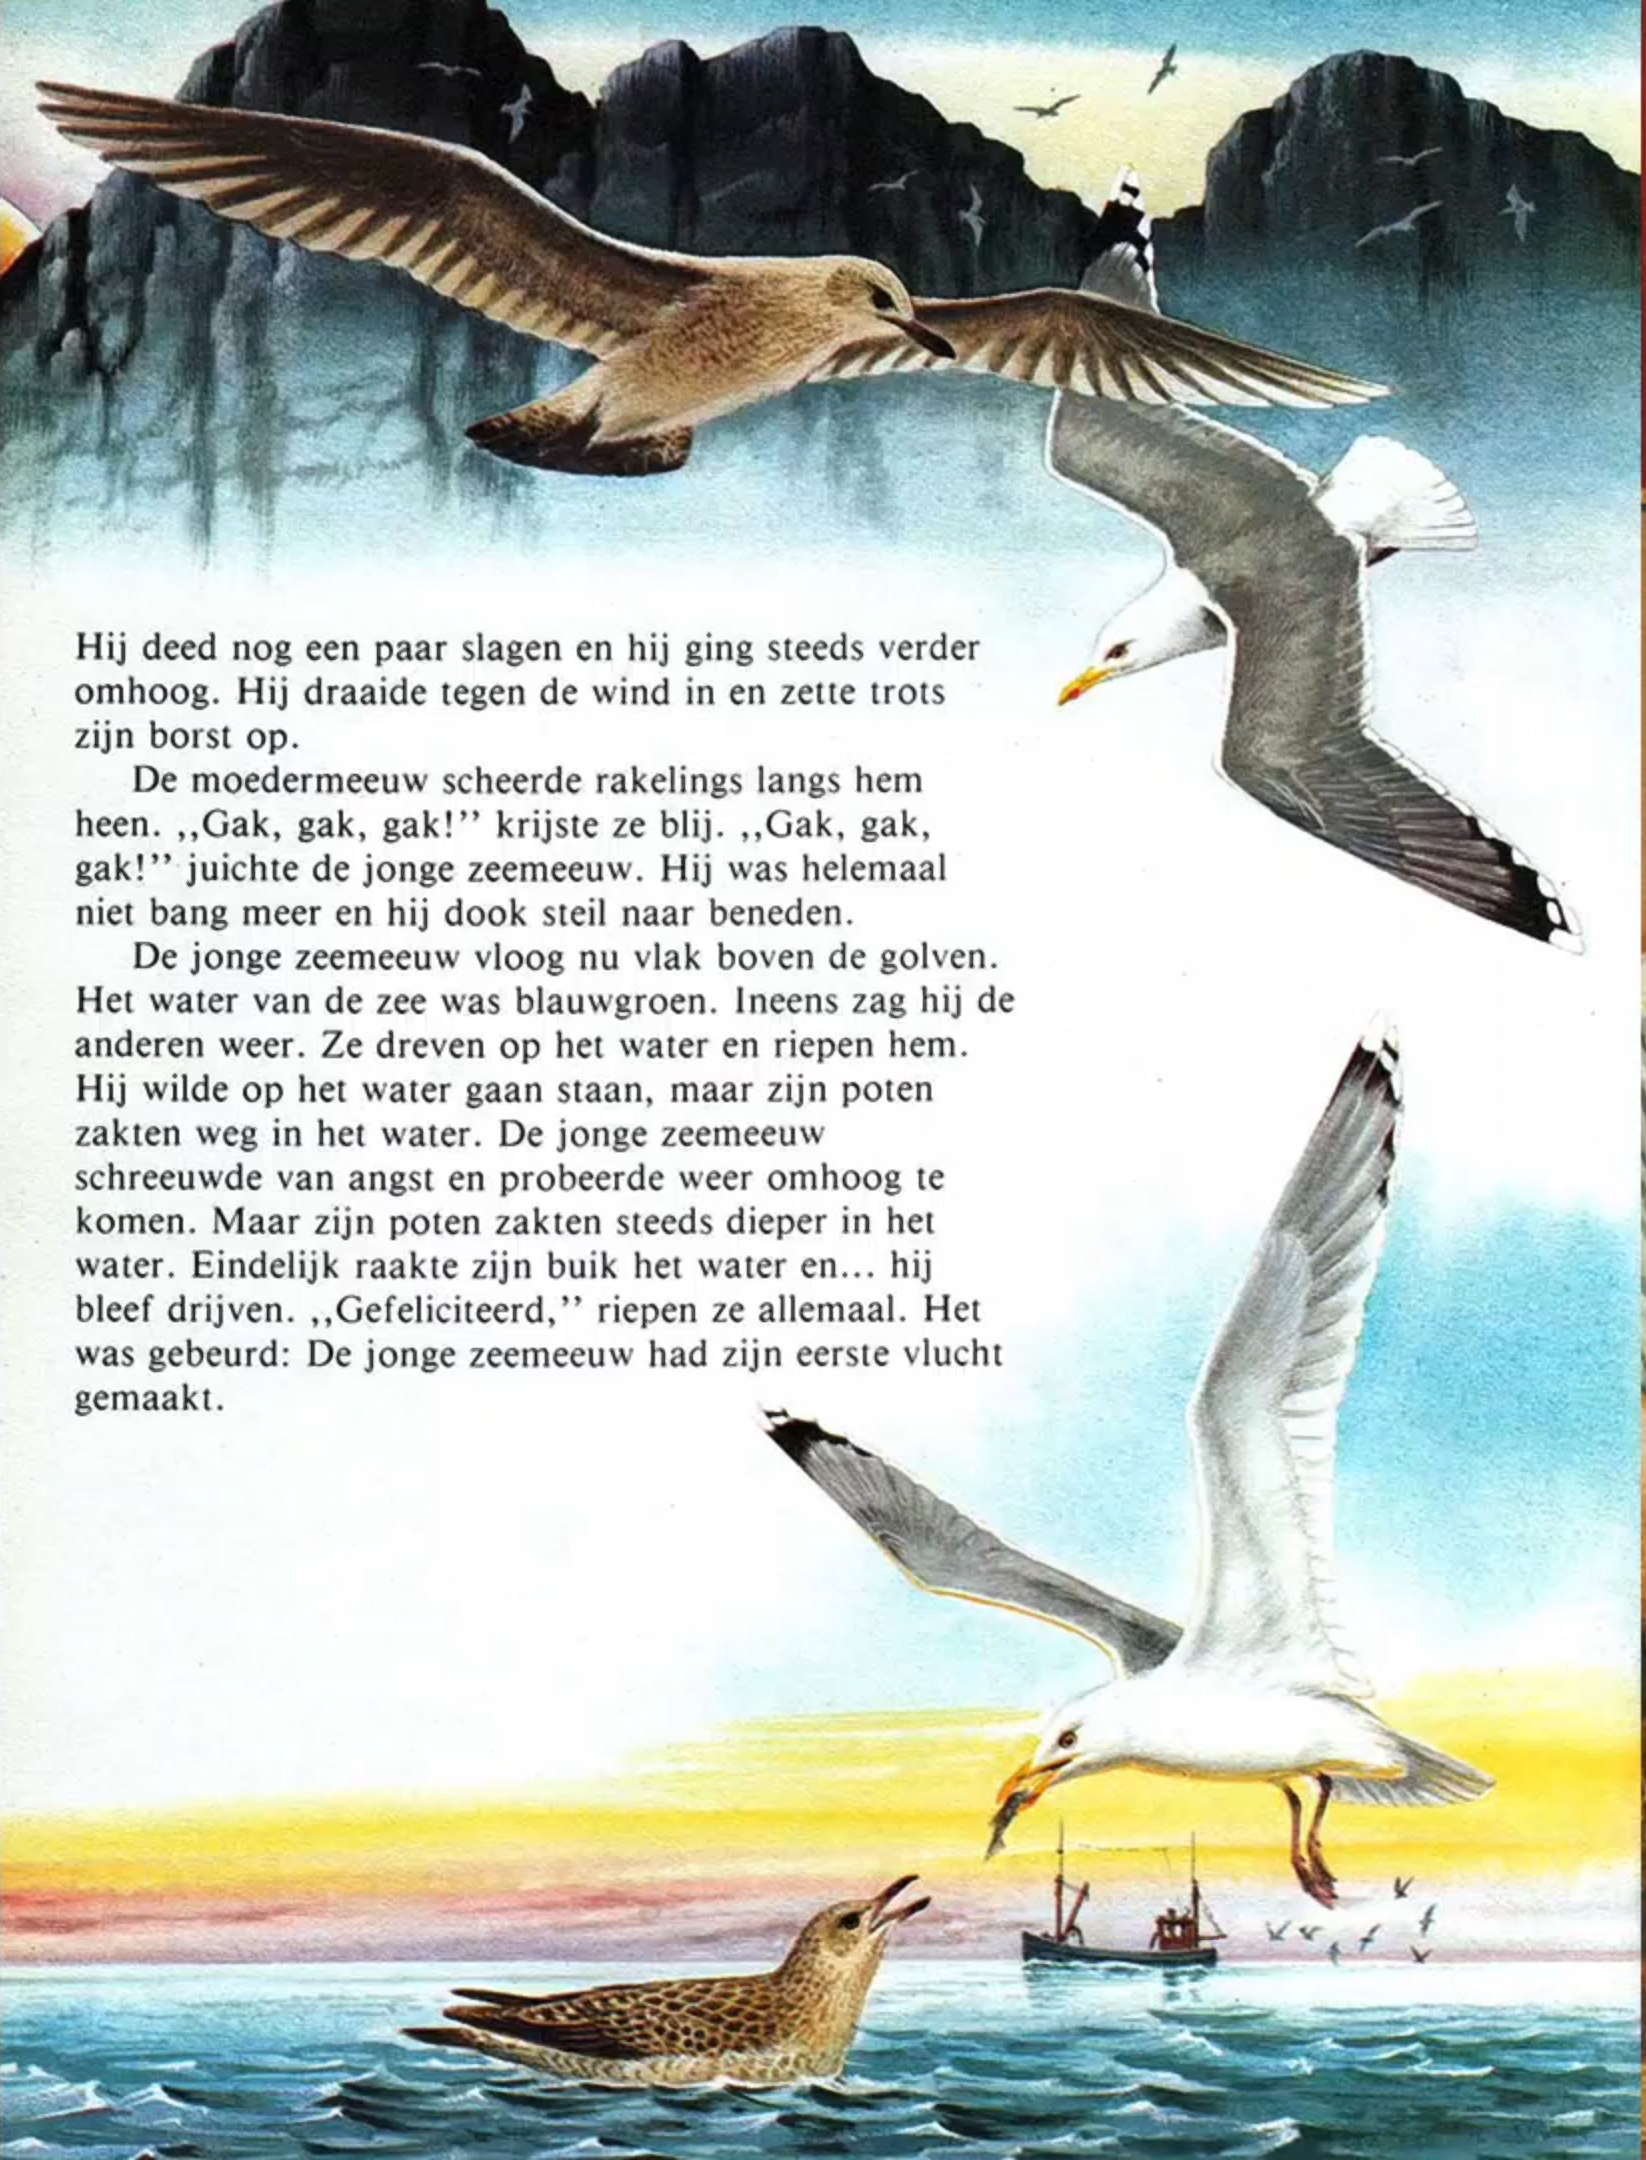 Hij deed nog een paar slagen en hij ging steeds verder
omhoog. Hij draaide tegen de wind in en zette trots
zijn borst op.
De moedermeeuw scheerde rakelings langs hem
heen. ,,Gak, gak, gak!’’ krijste ze blij. ,,Gak, gak,
gak!’’ juichte de jonge zeemeeuw. Hij was helemaal
niet bang meer en hij dook steil naar beneden.
De jonge zeemeeuw vloog nu vlak boven de golven.
Het water van de zee was blauwgroen. Ineens zag hij de
anderen weer. Ze dreven op het water en riepen hem.
Hij wilde op het water gaan staan, maar zijn poten
zakten weg in het water. De jonge zeemeeuw
schreeuwde van angst en probeerde weer omhoog te
komen. Maar zijn poten zakten steeds dieper in het
water. Eindelijk raakte zijn buik het water en... hij
bleef drijven. ,,Gefeliciteerd,’’ riepen ze allemaal. Het
was gebeurd: De jonge zeemeeuw had zijn eerste vlucht
gemaakt.